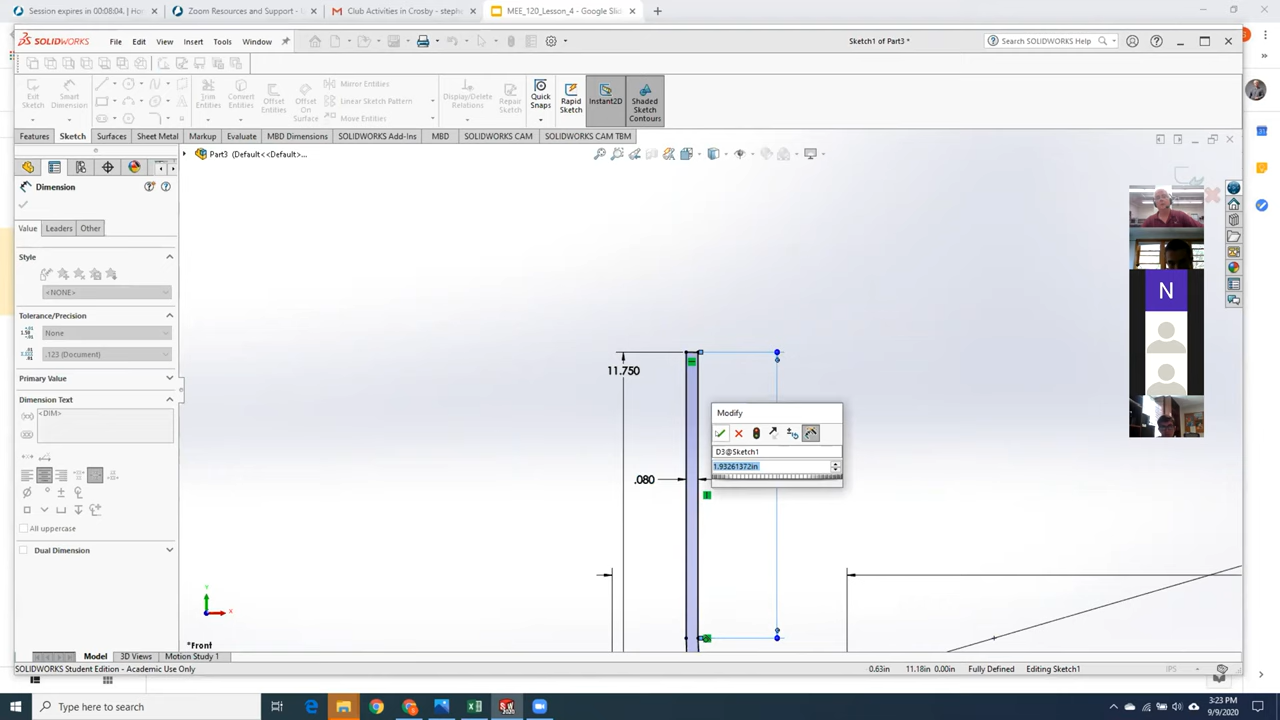 Session expires in 00:08:04. | Ho
Zoom Resources and Support -
Club Activities in Crosby - steph
MEE_120_Lesson_4 - Google Slid
SOLIDWORKS
File Edit View Insert Tools Window
Sketch1 of Part3 *
Search SOLIDWORKS Help
Exit Sketch
Smart Dimension
Trim Entities
Convert Entities
Offset Entities
Offset On Surface
Mirror Entities
Linear Sketch Pattern
Move Entities
Display/Delete Relations
Repair Sketch
Quick Snaps
Rapid Sketch
Instant2D
Shaded Sketch Contours
Features Sketch Surfaces Sheet Metal Markup Evaluate MBD Dimensions SOLIDWORKS Add-Ins MBD SOLIDWORKS CAM SOLIDWORKS CAM TBM
Part3 (Default<<Default>...
Dimension
Value Leaders Other
Style
<NONE>
Tolerance/Precision
None
.123 (Document)
Primary Value
Dimension Text
<DIM>
All uppercase
Dual Dimension
11.750
.080
Modify
D3@Sketch1
1.93261372in
N
Y
X
*Front
Model 3D Views Motion Study 1
SOLIDWORKS Student Edition - Academic Use Only
0.63in 11.18in 0.00in Fully Defined Editing Sketch1
IPS
Type here to search
3:23 PM
9/9/2020